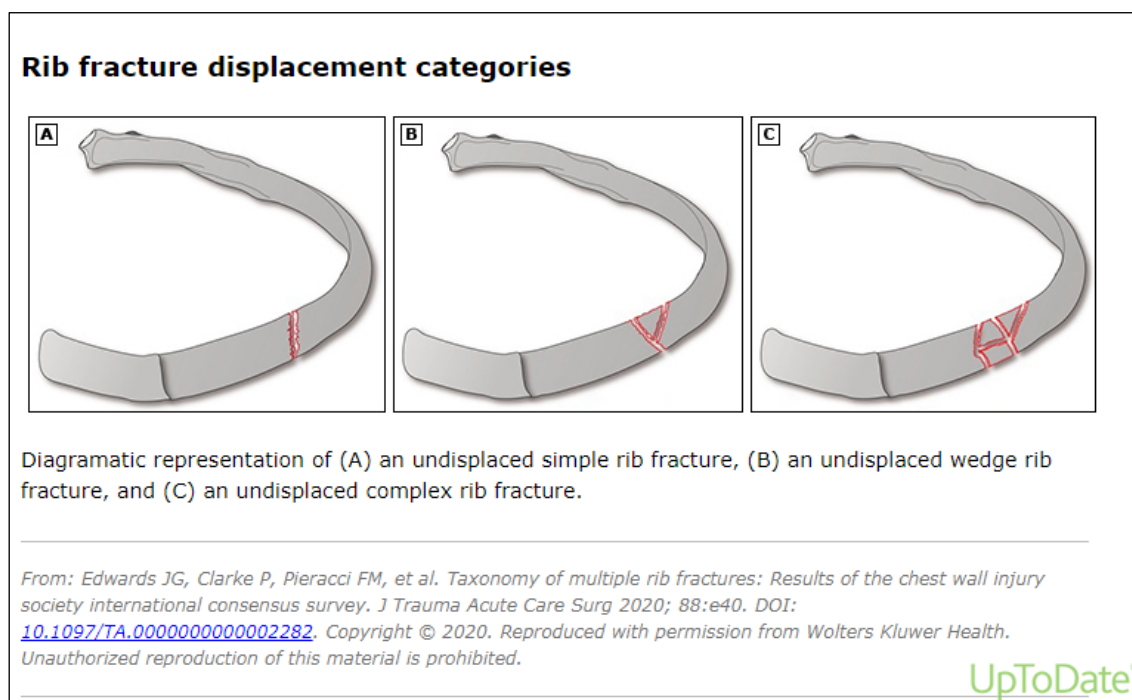 Rib fracture displacement categories
A
B
C
Diagramatic representation of (A) an undisplaced simple rib fracture, (B) an undisplaced wedge rib
fracture, and (C) an undisplaced complex rib fracture.
From: Edwards JG, Clarke P, Pieracci FM, et al. Taxonomy of multiple rib fractures: Results of the chest wall injury
society international consensus survey. J Trauma Acute Care Surg 2020; 88:e40. DOI:
10.1097/TA.0000000000002282. Copyright © 2020. Reproduced with permission from Wolters Kluwer Health.
Unauthorized reproduction of this material is prohibited.
UpToDate